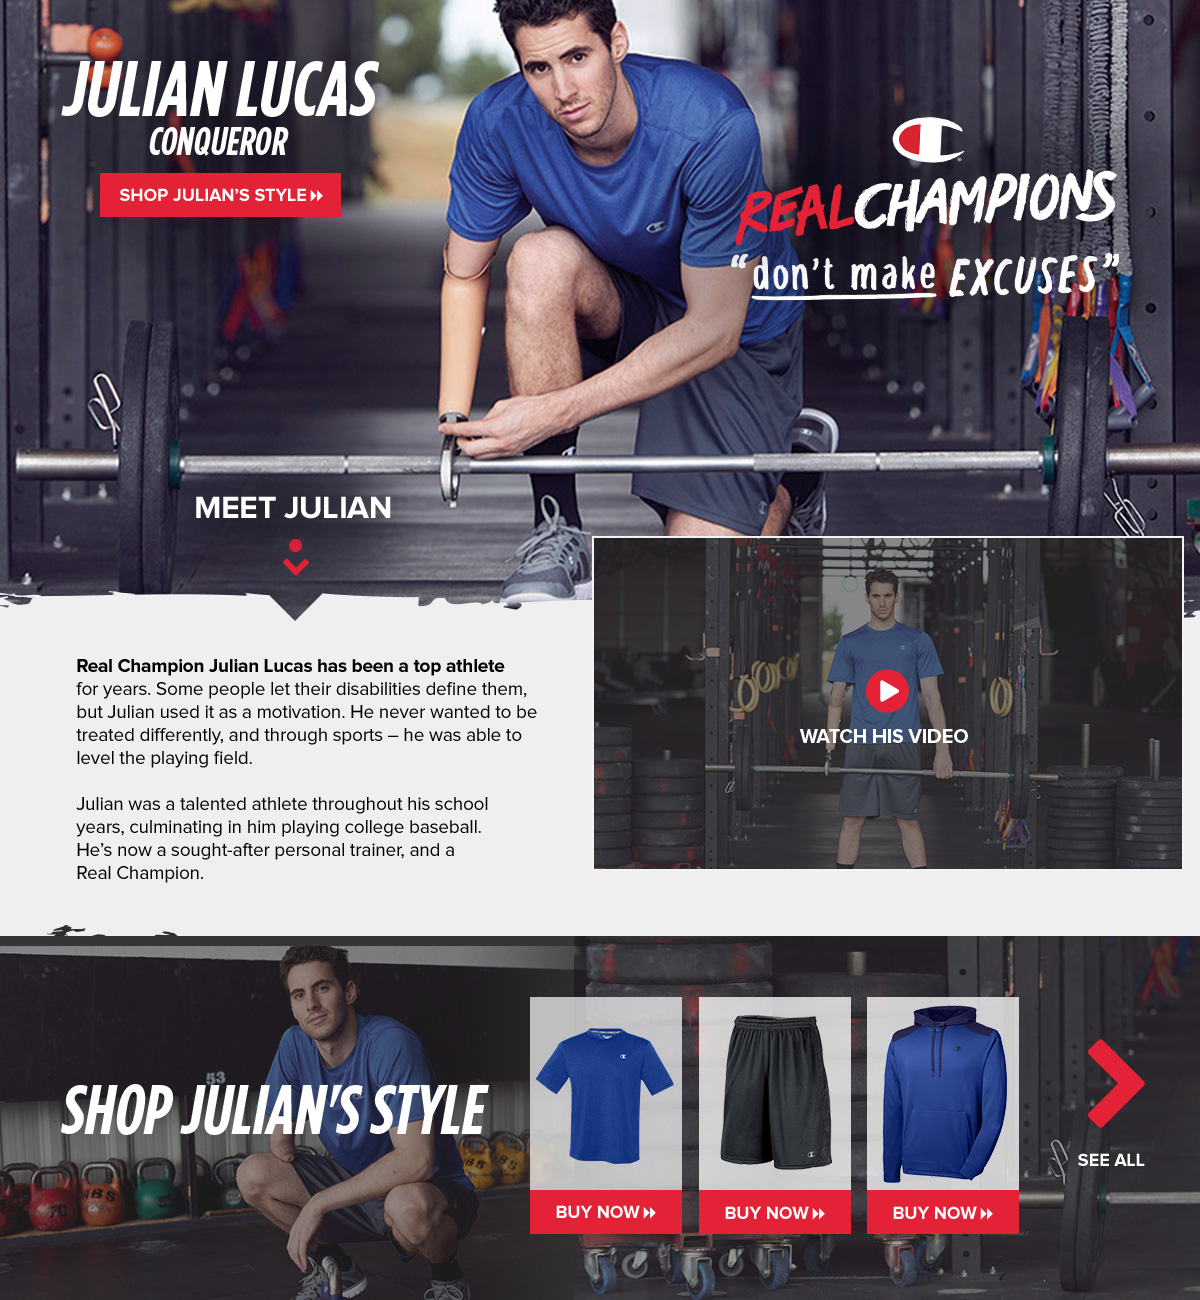 JULIAN LUCAS
CONQUEROR
SHOP JULIAN’S STYLE
REAL CHAMPIONS
“don’t make EXCUSES”
MEET JULIAN
Real Champion Julian Lucas has been a top athlete
for years. Some people let their disabilities define them,
but Julian used it as a motivation. He never wanted to be
treated differently, and through sports – he was able to
level the playing field.
WATCH HIS VIDEO
Julian was a talented athlete throughout his school
years, culminating in him playing college baseball.
He’s now a sought-after personal trainer, and a
Real Champion.
53
SHOP JULIAN'S STYLE
SEE ALL
BUY NOW
BUY NOW
BUY NOW